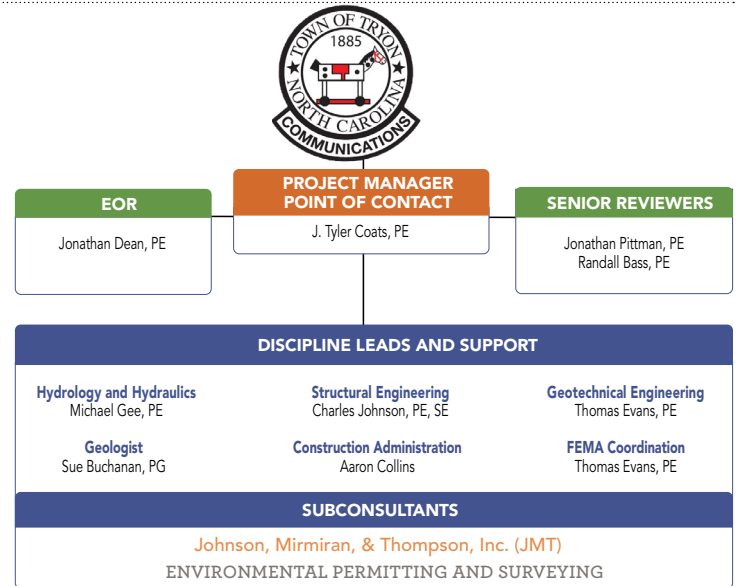 TOWN OF TRYON
1885
NORTH CAROLINA
COMMUNICATIONS
EOR
Jonathan Dean, PE
PROJECT MANAGER
POINT OF CONTACT
J. Tyler Coats, PE
SENIOR REVIEWERS
Jonathan Pittman, PE
Randall Bass, PE
DISCIPLINE LEADS AND SUPPORT
Hydrology and Hydraulics
Michael Gee, PE
Structural Engineering
Charles Johnson, PE, SE
Geotechnical Engineering
Thomas Evans, PE
Geologist
Sue Buchanan, PG
Construction Administration
Aaron Collins
FEMA Coordination
Thomas Evans, PE
SUBCONSULTANTS
Johnson, Mirmiran, & Thompson, Inc. (JMT)
ENVIRONMENTAL PERMITTING AND SURVEYING